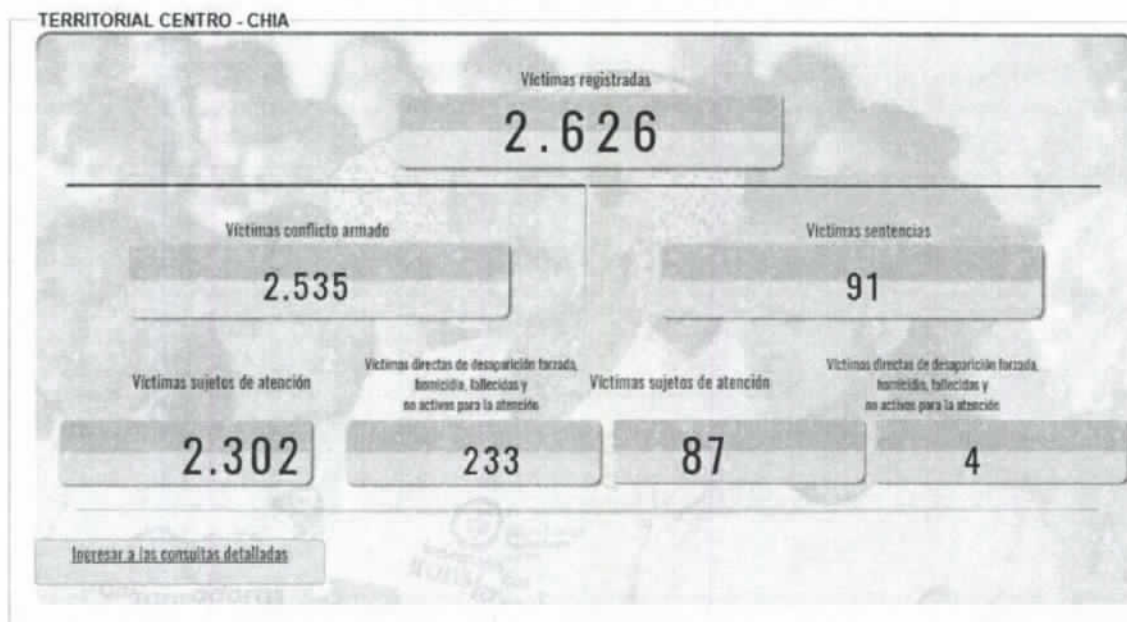 TERRITORIAL CENTRO - CHIA
Víctimas registradas
2.626
Víctimas conflicto armado
2.535
Víctimas sentencias
91
Víctimas sujetos de atención
2.302
Víctimas directas de desaparición forzada,
homicidio, fallecidas y
no activos para la atención
233
Víctimas sujetos de atención
87
Víctimas directas de desaparición forzada,
homicidio, fallecidas y
no activos para la atención
4
Ingresar a las consultas detalladas